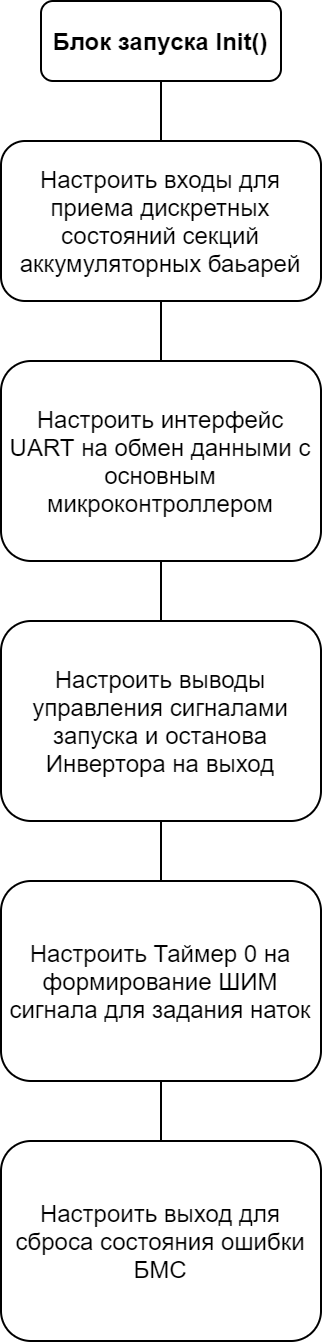 Блок запуска Init()
Настроить входы для
приема дискретных
состояний секций
аккумуляторных баьарей
Настроить интерфейс
UART на обмен данными с
основным
микроконтроллером
Настроить выводы
управления сигналами
запуска и останова
Инвертора на выход
Настроить Таймер 0 на
формирование ШИМ
сигнала для задания наток
Настроить выход для
сброса состояния ошибки
БМС